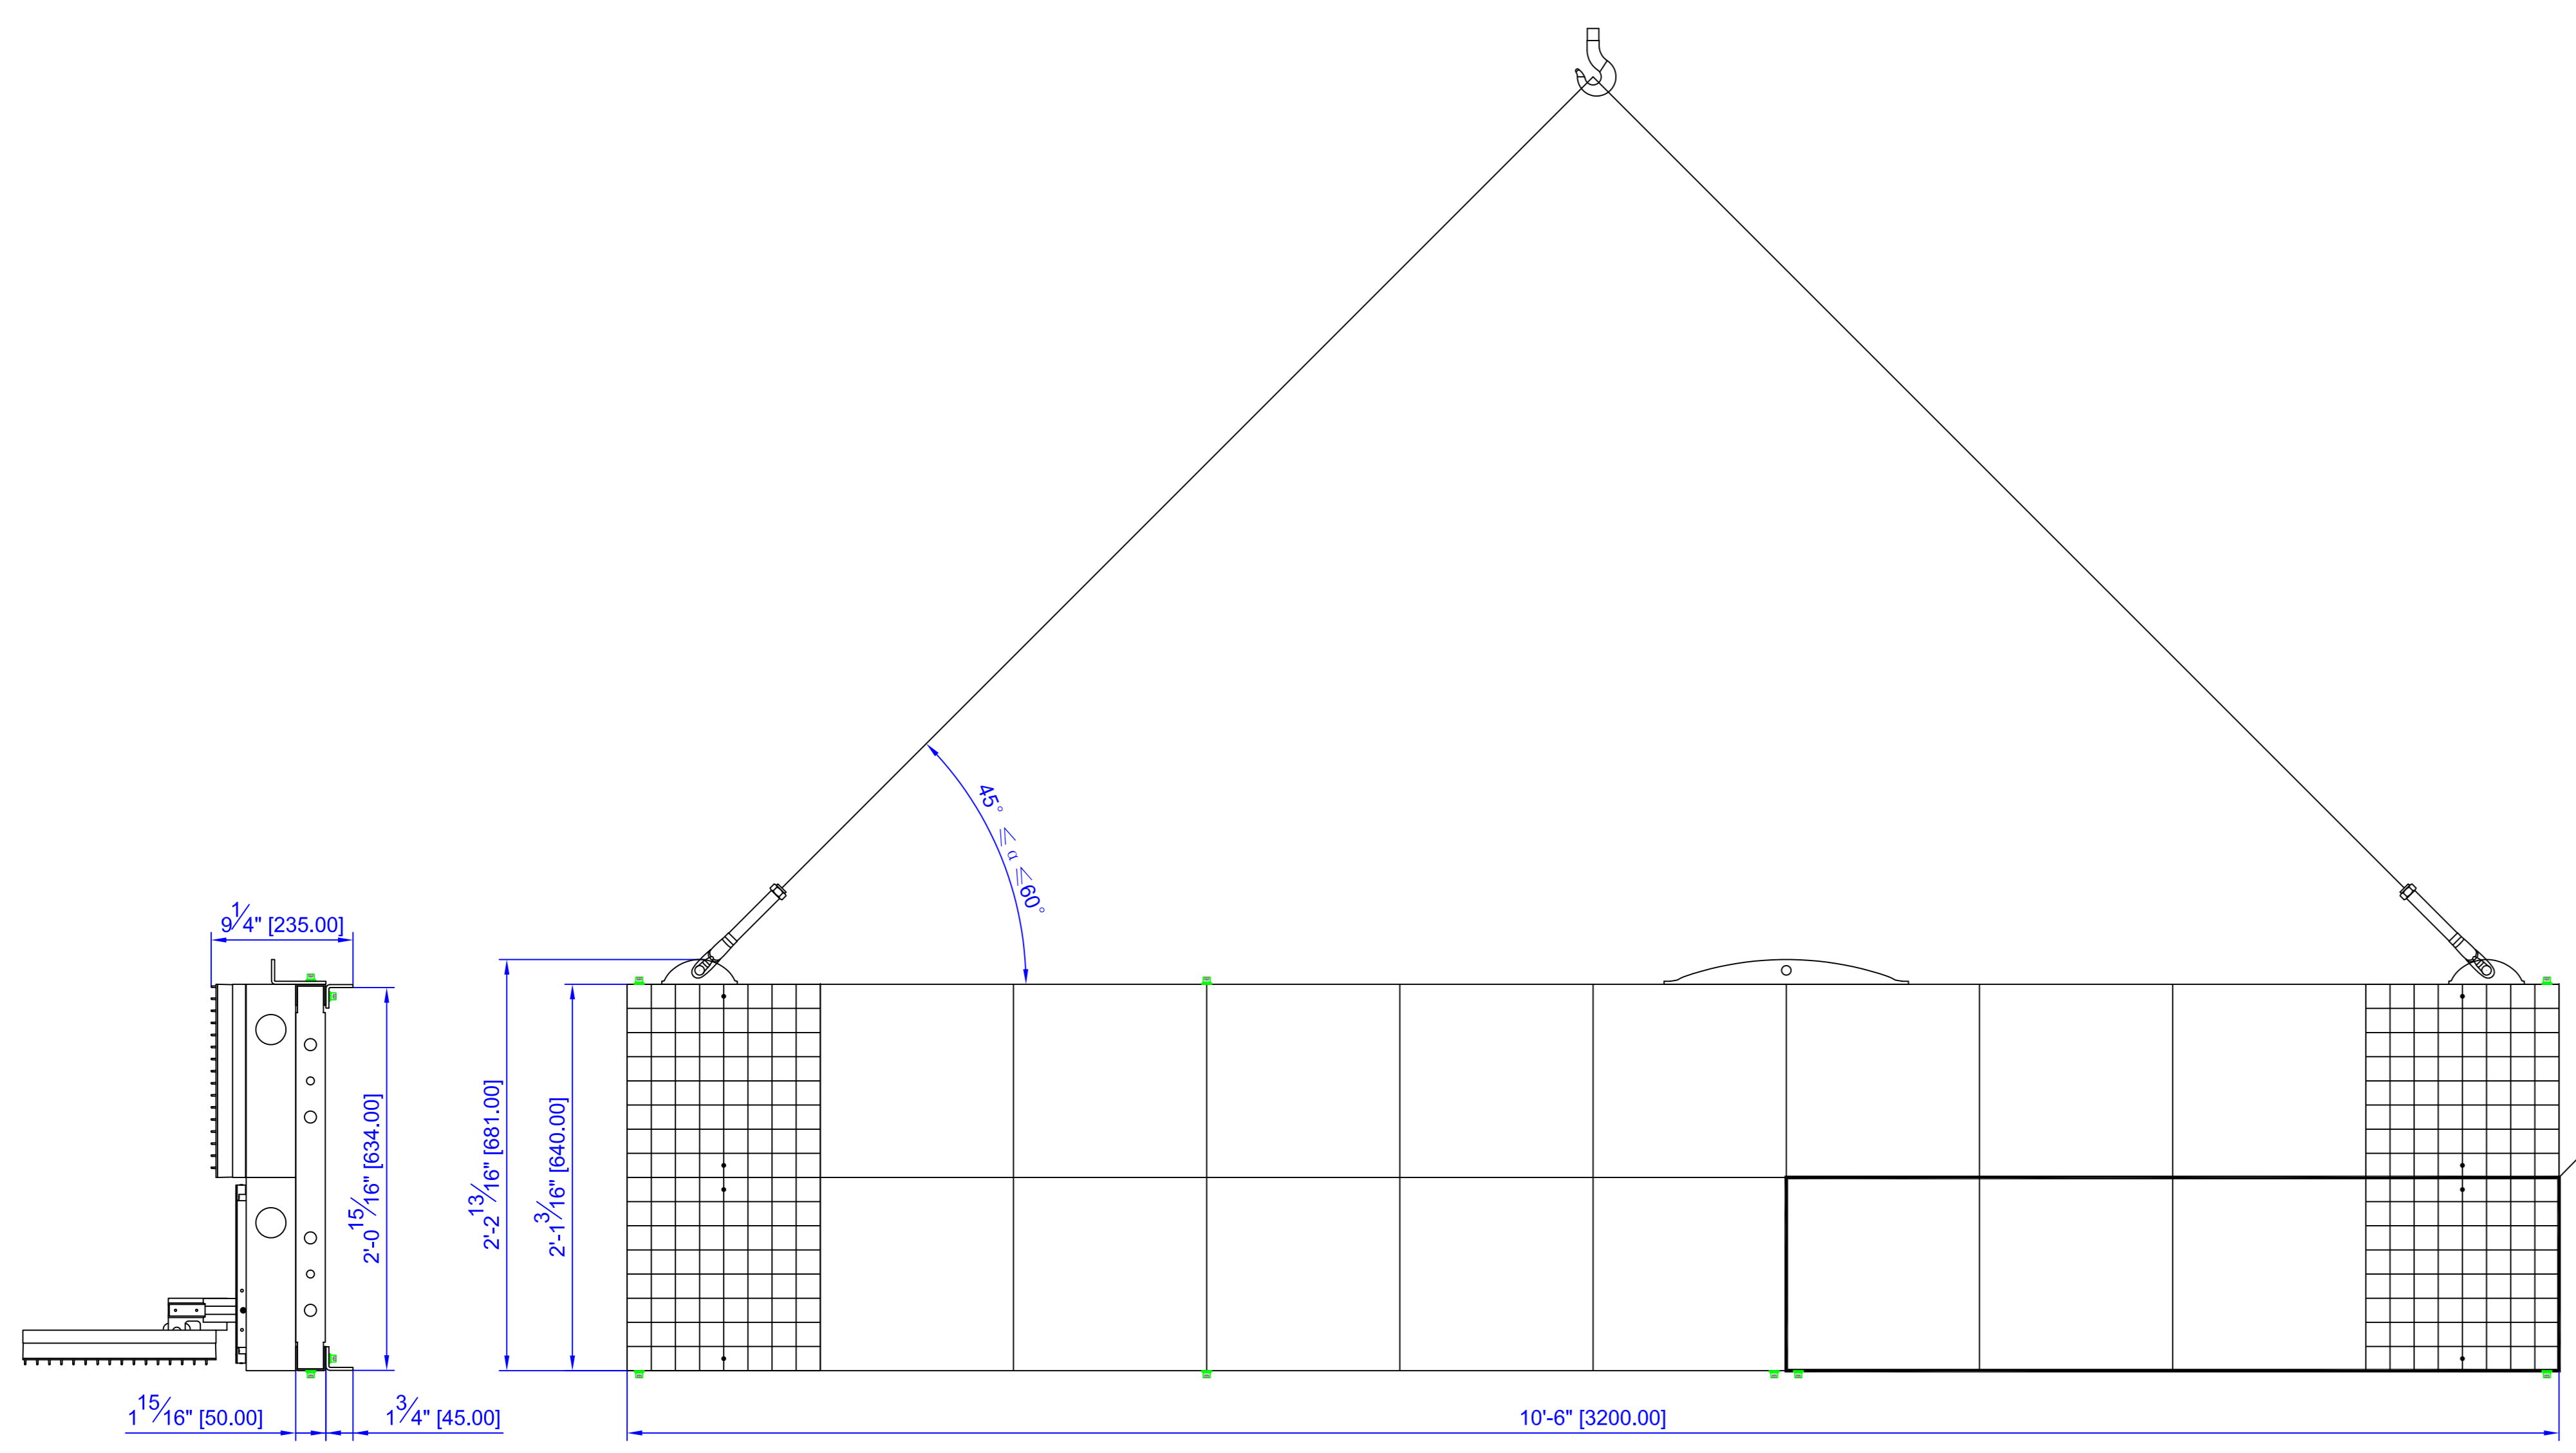 45° ≤ α ≤ 60°
9 1/4" [235.00]
2'-0 15/16" [634.00]
2'-2 13/16" [681.00]
2'-1 3/16" [640.00]
1 15/16" [50.00]
1 3/4" [45.00]
10'-6" [3200.00]